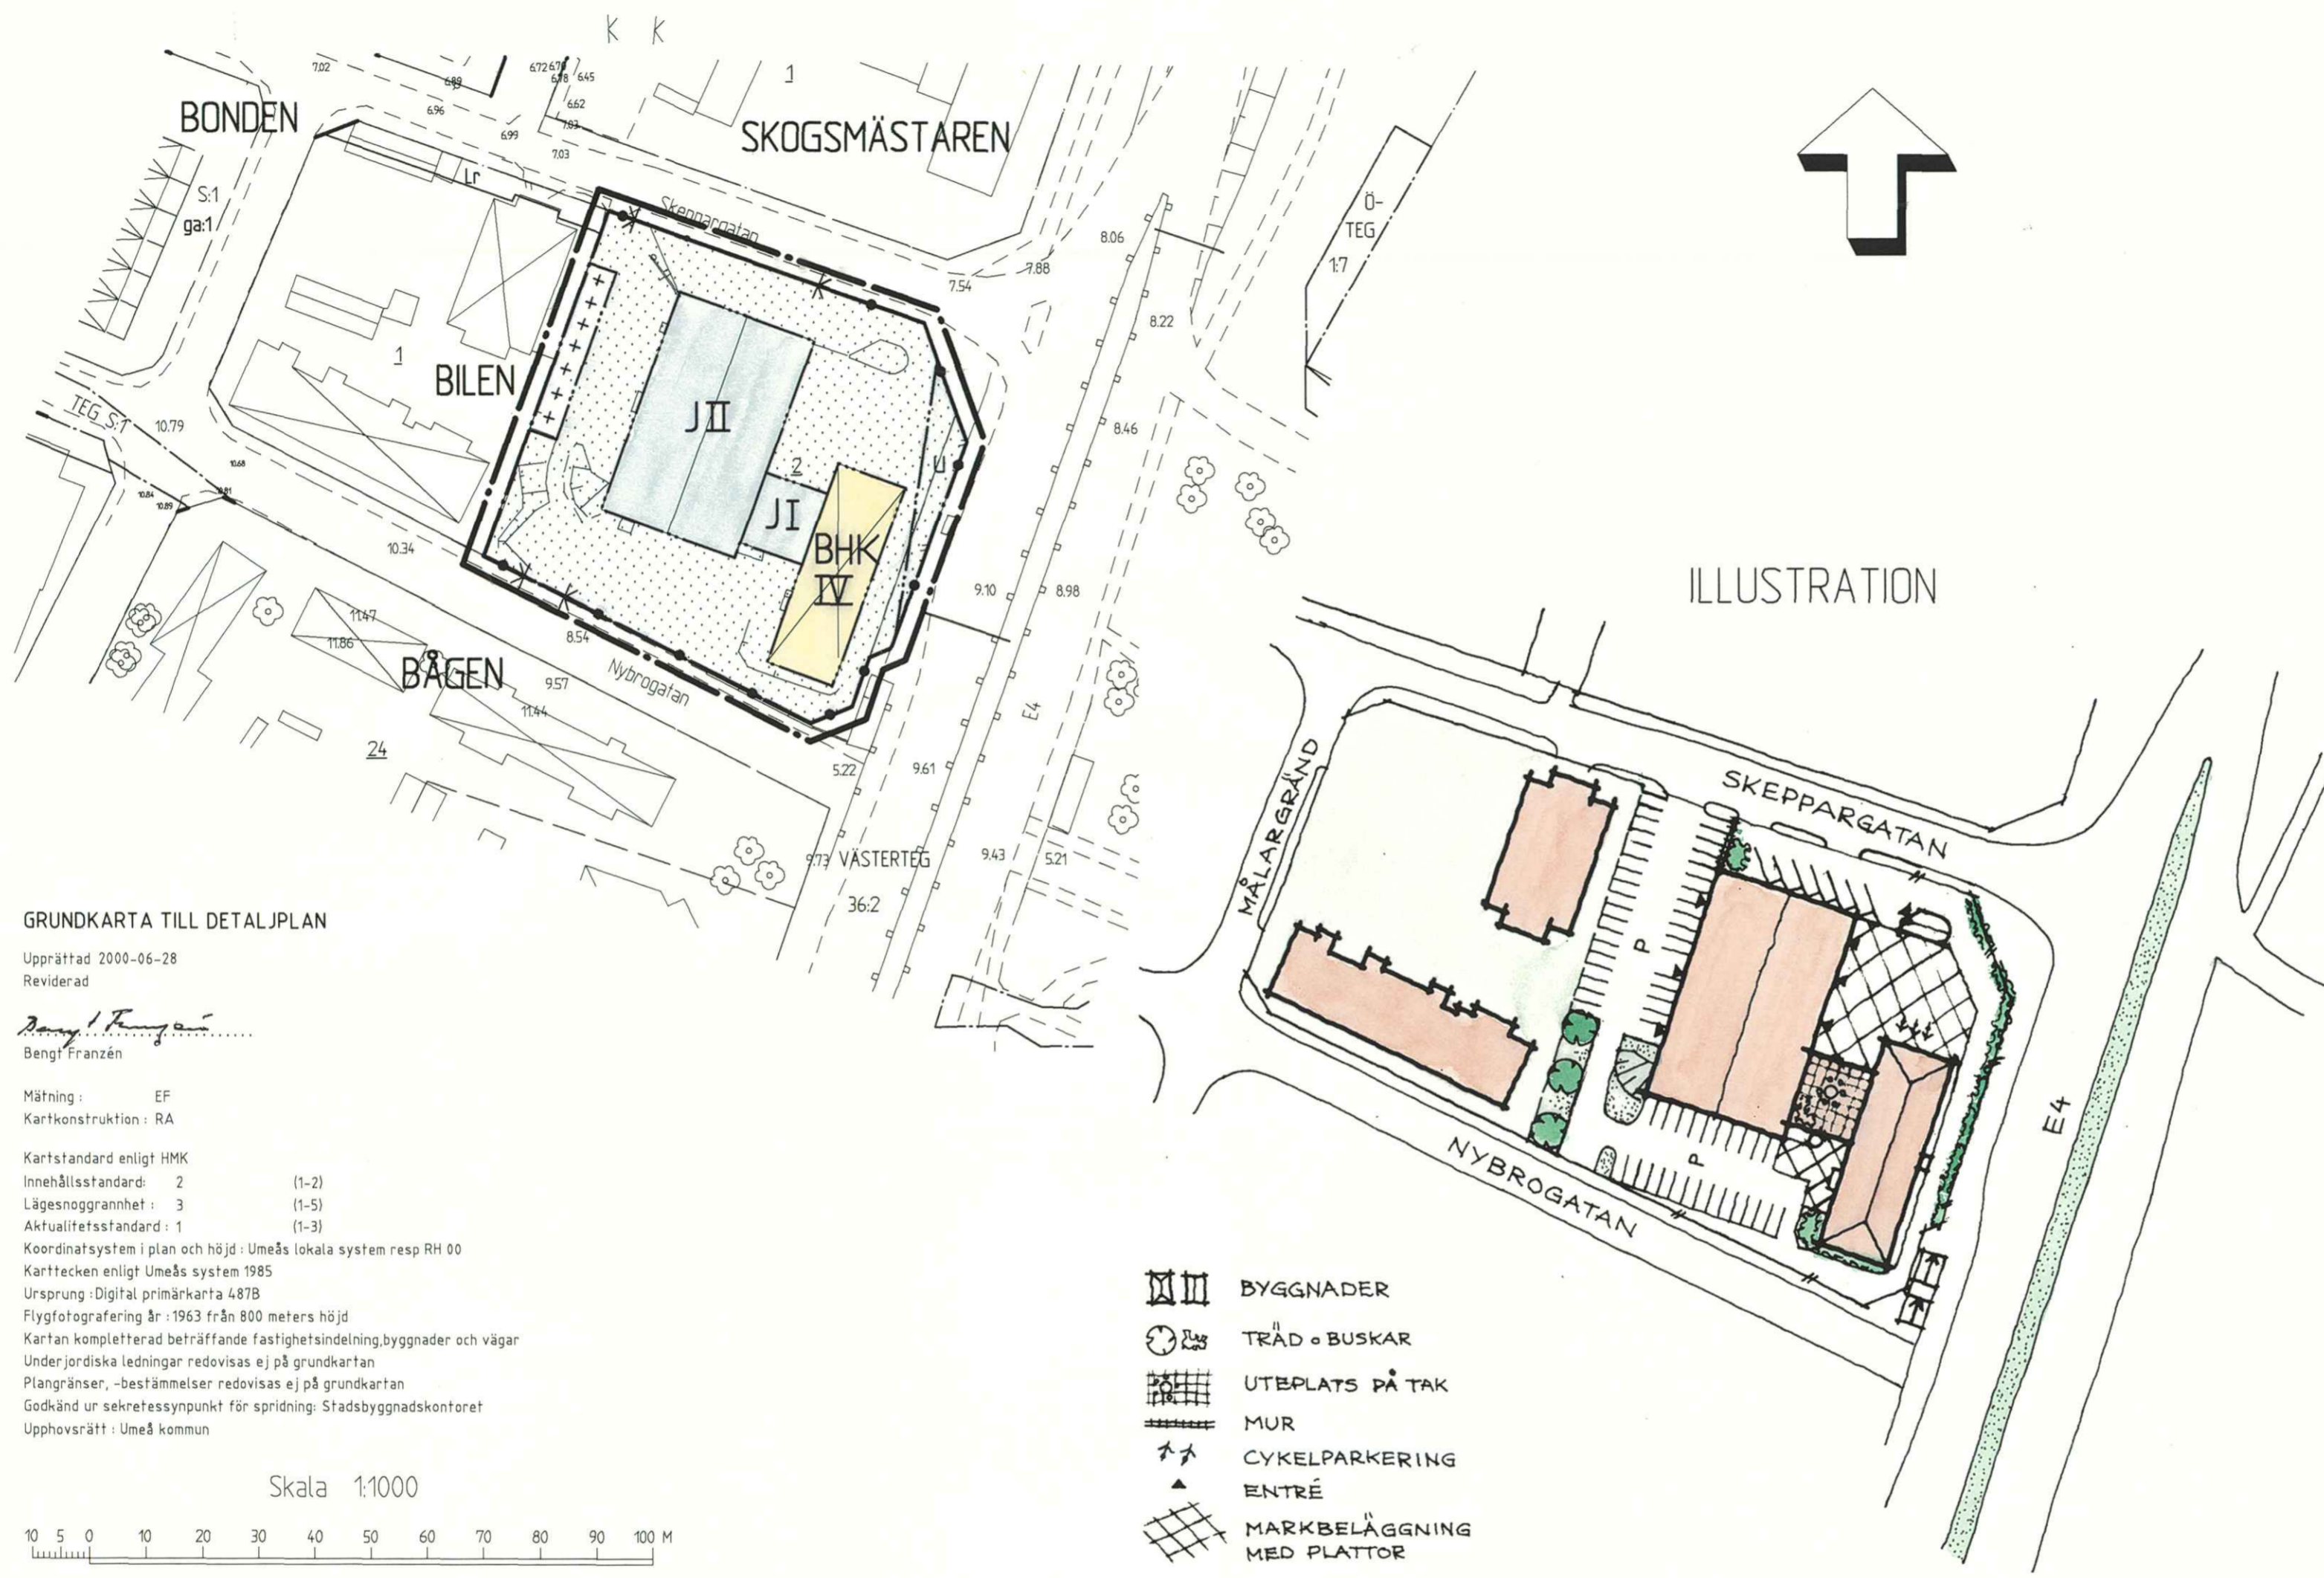 K K
7.02
6.89
6.72
6.70
6.78
6.45
6.62
6.96
6.99
7.03
7.03
1
BONDEN
SKOGSMÄSTAREN
S:1
ga:1
Lr
Skeppargatan
8.06
7.88
7.54
8.22
Ö-
TEG
1:7
1
BILEN
J II
2
U
8.46
TEG S:1
10.79
10.68
10.81
10.84
10.89
10.34
J I
BHK
IV
9.10
8.98
11.47
11.86
8.54
BÅGEN
Nybrogatan
9.57
11.44
24
E4
5.22
9.61
9.73
VÄSTERTEG
9.43
5.21
36:2
GRUNDKARTA TILL DETALJPLAN
Upprättad 2000-06-28
Reviderad
Bengt Franzén
Mätning : EF
Kartkonstruktion : RA
Kartstandard enligt HMK
Innehållsstandard: 2 (1-2)
Lägesnoggrannhet : 3 (1-5)
Aktualitetsstandard : 1 (1-3)
Koordinatsystem i plan och höjd : Umeås lokala system resp RH 00
Karttecken enligt Umeås system 1985
Ursprung : Digital primärkarta 487B
Flygfotografering år : 1963 från 800 meters höjd
Kartan kompletterad beträffande fastighetsindelning,byggnader och vägar
Underjordiska ledningar redovisas ej på grundkartan
Plangränser, -bestämmelser redovisas ej på grundkartan
Godkänd ur sekretessynpunkt för spridning: Stadsbyggnadskontoret
Upphovsrätt : Umeå kommun
Skala 1:1000
10 5 0 10 20 30 40 50 60 70 80 90 100 M
ILLUSTRATION
MÅLARGRÄND
SKEPPARGATAN
P
P
NYBROGATAN
E4
BYGGNADER
TRÄD o BUSKAR
UTEPLATS PÅ TAK
MUR
CYKELPARKERING
ENTRÉ
MARKBELÄGGNING
MED PLATTOR